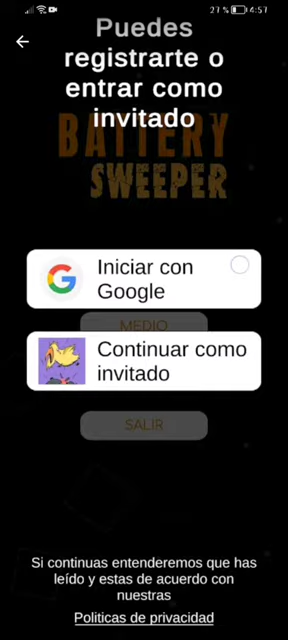 27 % 4:57
Puedes
registrarte o
entrar como
invitado
BATTERY
SWEEPER
Iniciar con
Google
MEDIO
Continuar como
invitado
SALIR
Si continuas entenderemos que has
leído y estas de acuerdo con
nuestras
Politicas de privacidad